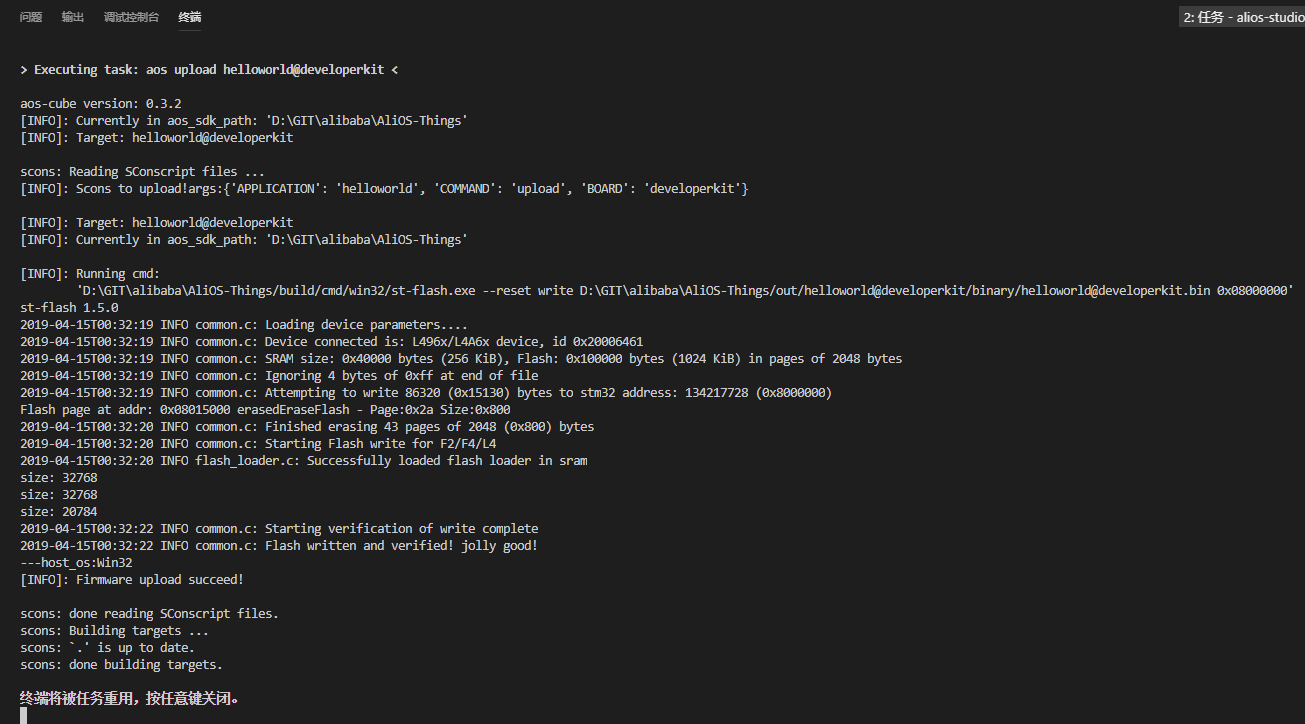 问题 输出 调试控制台 终端 2: 任务 - alios-studio
> Executing task: aos upload helloworld@developerkit <
aos-cube version: 0.3.2
[INFO]: Currently in aos_sdk_path: 'D:\GIT\alibaba\AliOS-Things'
[INFO]: Target: helloworld@developerkit
scons: Reading SConscript files ...
[INFO]: Scons to upload!args:{'APPLICATION': 'helloworld', 'COMMAND': 'upload', 'BOARD': 'developerkit'}
[INFO]: Target: helloworld@developerkit
[INFO]: Currently in aos_sdk_path: 'D:\GIT\alibaba\AliOS-Things'
[INFO]: Running cmd:
'D:\GIT\alibaba\AliOS-Things/build/cmd/win32/st-flash.exe --reset write D:\GIT\alibaba\AliOS-Things/out/helloworld@developerkit/binary/helloworld@developerkit.bin 0x08000000'
st-flash 1.5.0
2019-04-15T00:32:19 INFO common.c: Loading device parameters....
2019-04-15T00:32:19 INFO common.c: Device connected is: L496x/L4A6x device, id 0x20006461
2019-04-15T00:32:19 INFO common.c: SRAM size: 0x40000 bytes (256 KiB), Flash: 0x100000 bytes (1024 KiB) in pages of 2048 bytes
2019-04-15T00:32:19 INFO common.c: Ignoring 4 bytes of 0xff at end of file
2019-04-15T00:32:19 INFO common.c: Attempting to write 86320 (0x15130) bytes to stm32 address: 134217728 (0x8000000)
Flash page at addr: 0x08015000 erasedEraseFlash - Page:0x2a Size:0x800
2019-04-15T00:32:20 INFO common.c: Finished erasing 43 pages of 2048 (0x800) bytes
2019-04-15T00:32:20 INFO common.c: Starting Flash write for F2/F4/L4
2019-04-15T00:32:20 INFO flash_loader.c: Successfully loaded flash loader in sram
size: 32768
size: 32768
size: 20784
2019-04-15T00:32:22 INFO common.c: Starting verification of write complete
2019-04-15T00:32:22 INFO common.c: Flash written and verified! jolly good!
---host_os:Win32
[INFO]: Firmware upload succeed!
scons: done reading SConscript files.
scons: Building targets ...
scons: `.' is up to date.
scons: done building targets.
终端将被任务重用，按任意键关闭。